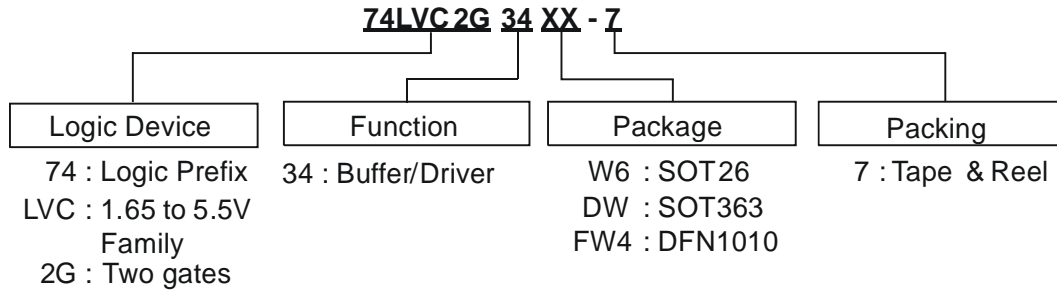 74LVC2G 34 XX - 7
Logic Device Function Package Packing
74 : Logic Prefix 34 : Buffer/Driver W6 : SOT26 7 : Tape & Reel
LVC : 1.65 to 5.5V DW : SOT363
Family FW4 : DFN1010
2G : Two gates